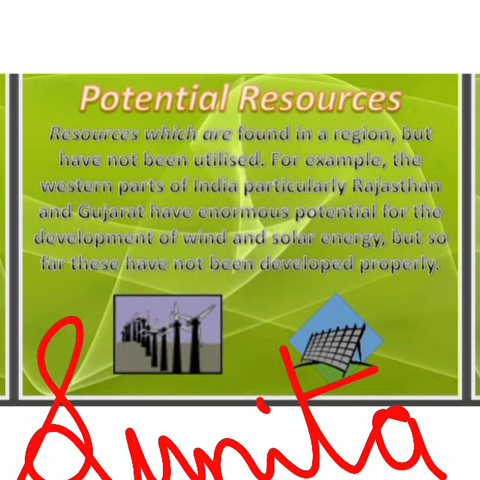 Potential Resources
Resources which are found in a region, but
have not been utilised. For example, the
western parts of India particularly Rajasthan
and Gujarat have enormous potential for the
development of wind and solar energy, but so
far these have not been developed properly.
Sunita